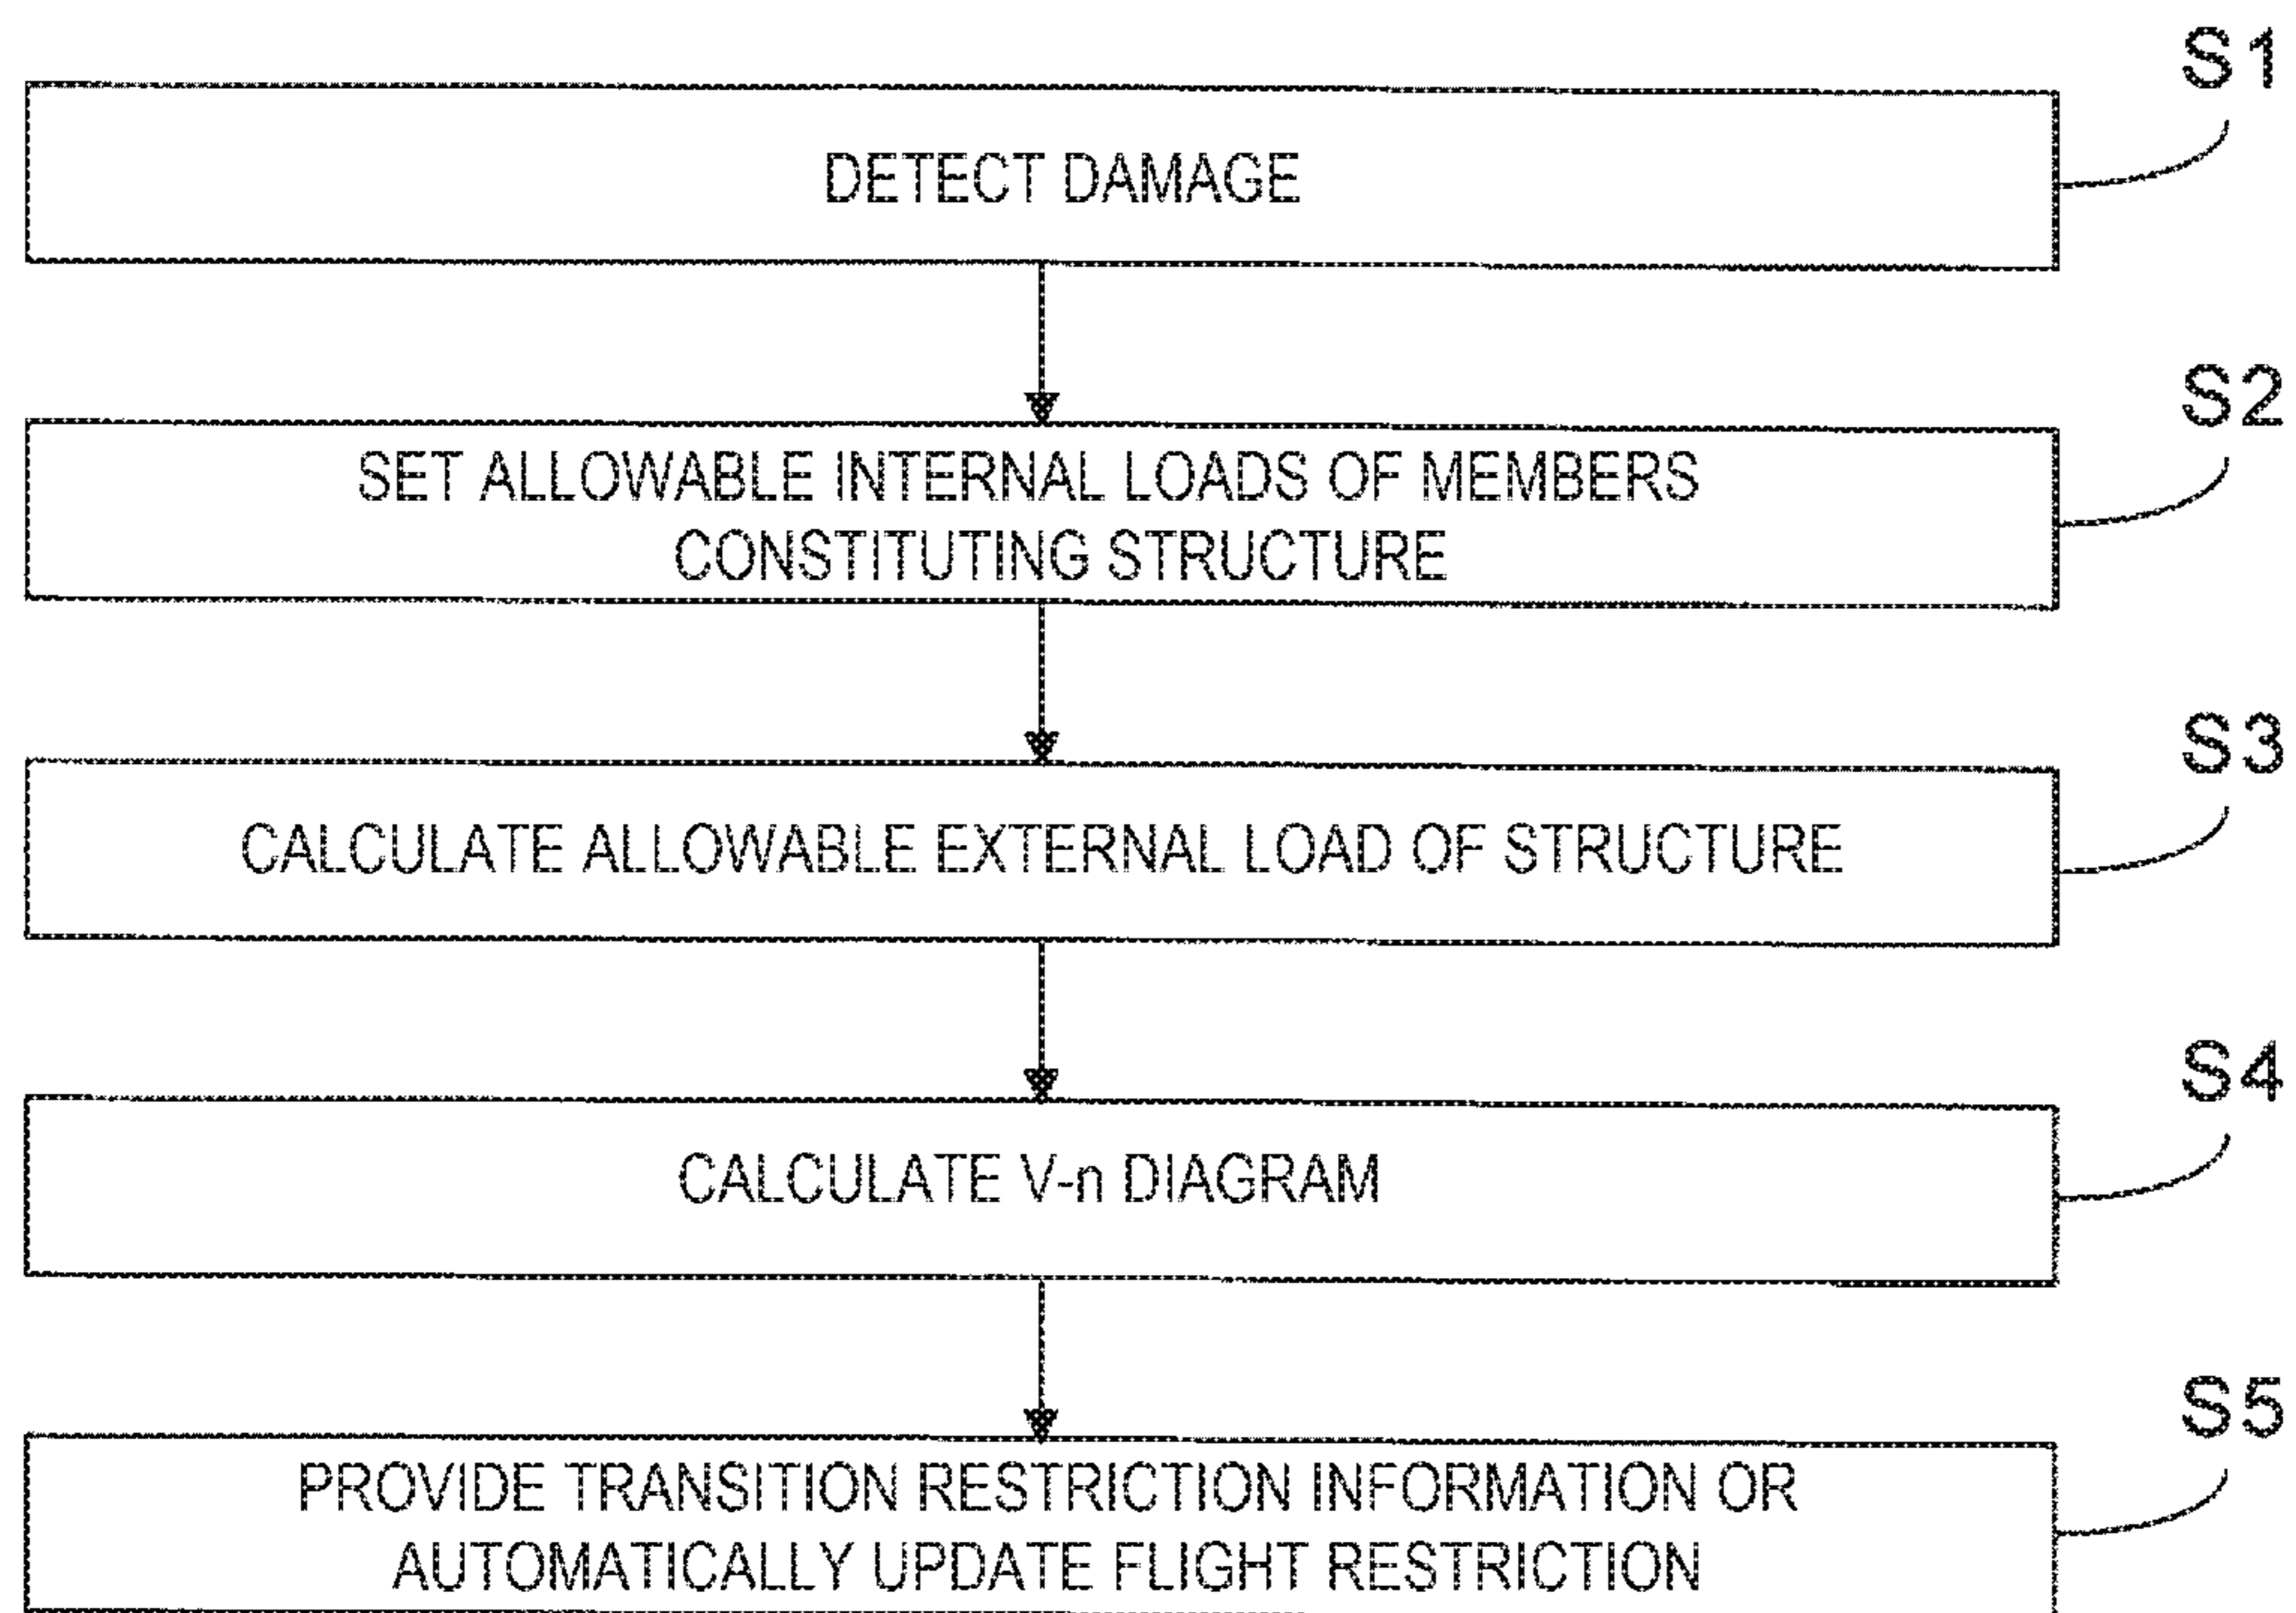 S1
DETECT DAMAGE
S2
SET ALLOWABLE INTERNAL LOADS OF MEMBERS
CONSTITUTING STRUCTURE
S3
CALCULATE ALLOWABLE EXTERNAL LOAD OF STRUCTURE
S4
CALCULATE V-n DIAGRAM
S5
PROVIDE TRANSITION RESTRICTION INFORMATION OR
AUTOMATICALLY UPDATE FLIGHT RESTRICTION